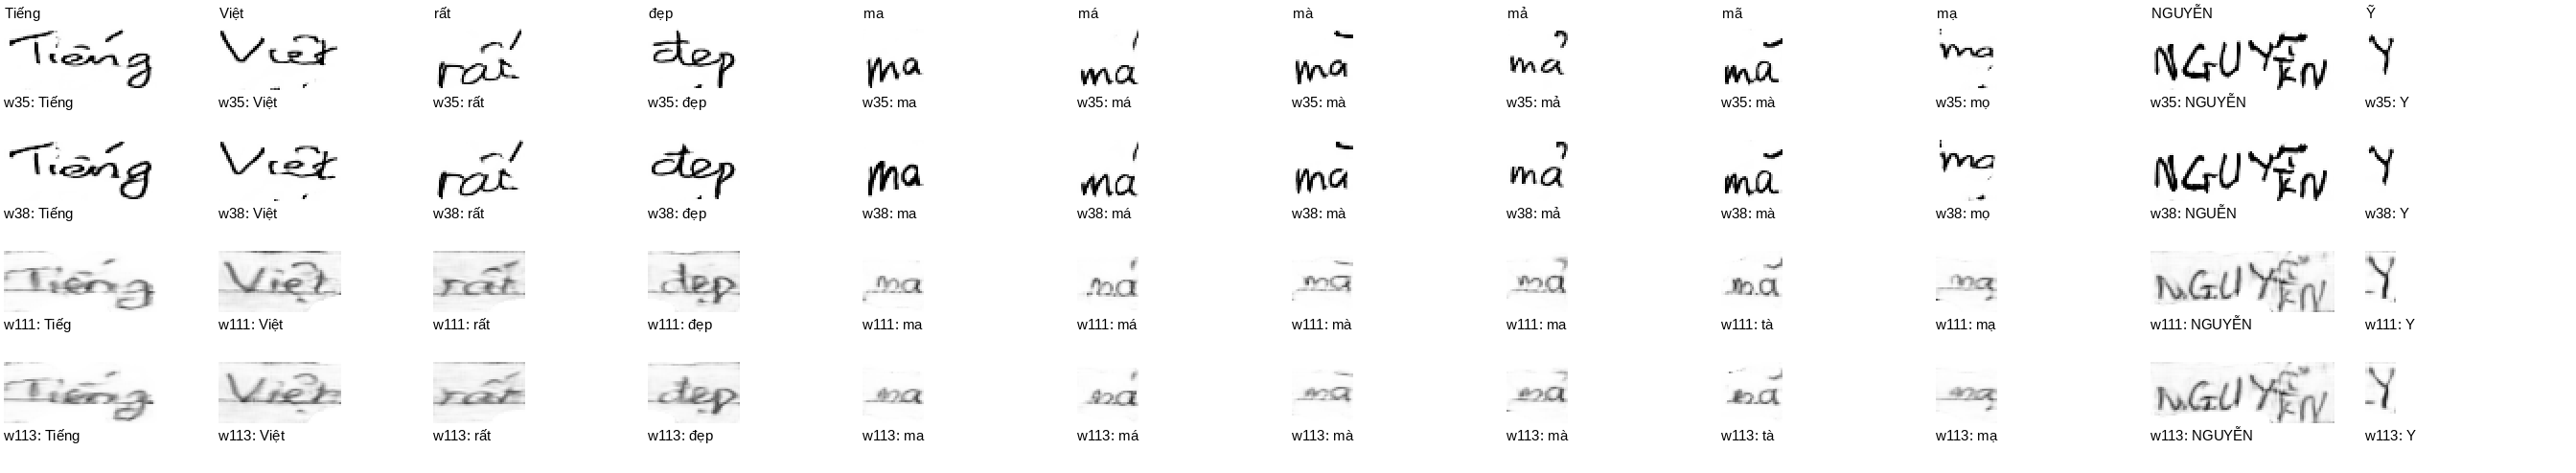 Tiếng Việt rất đẹp ma má mà mả mã mạ NGUYỄN Ỹ
Tiếng Việt rất đẹp ma má mà mả mã mạ NGUYỄN Y
w35: Tiếng w35: Việt w35: rất w35: đẹp w35: ma w35: má w35: mà w35: mả w35: mà w35: mọ w35: NGUYỄN w35: Y
Tiếng Việt rất đẹp ma má mà mả mã mạ NGUYỄN Y
w38: Tiếng w38: Việt w38: rất w38: đẹp w38: ma w38: má w38: mà w38: mả w38: mà w38: mọ w38: NGUỄN w38: Y
Tiếng Việt rất đẹp ma má mà mả mã mạ NGUYỄN Y
w111: Tiếg w111: Việt w111: rất w111: đẹp w111: ma w111: má w111: mà w111: ma w111: tà w111: mạ w111: NGUYỄN w111: Y
Tiếng Việt rất đẹp ma má mà mả mã mạ NGUYỄN Y
w113: Tiếng w113: Việt w113: rất w113: đẹp w113: ma w113: má w113: mà w113: mà w113: tà w113: mạ w113: NGUYỄN w113: Y